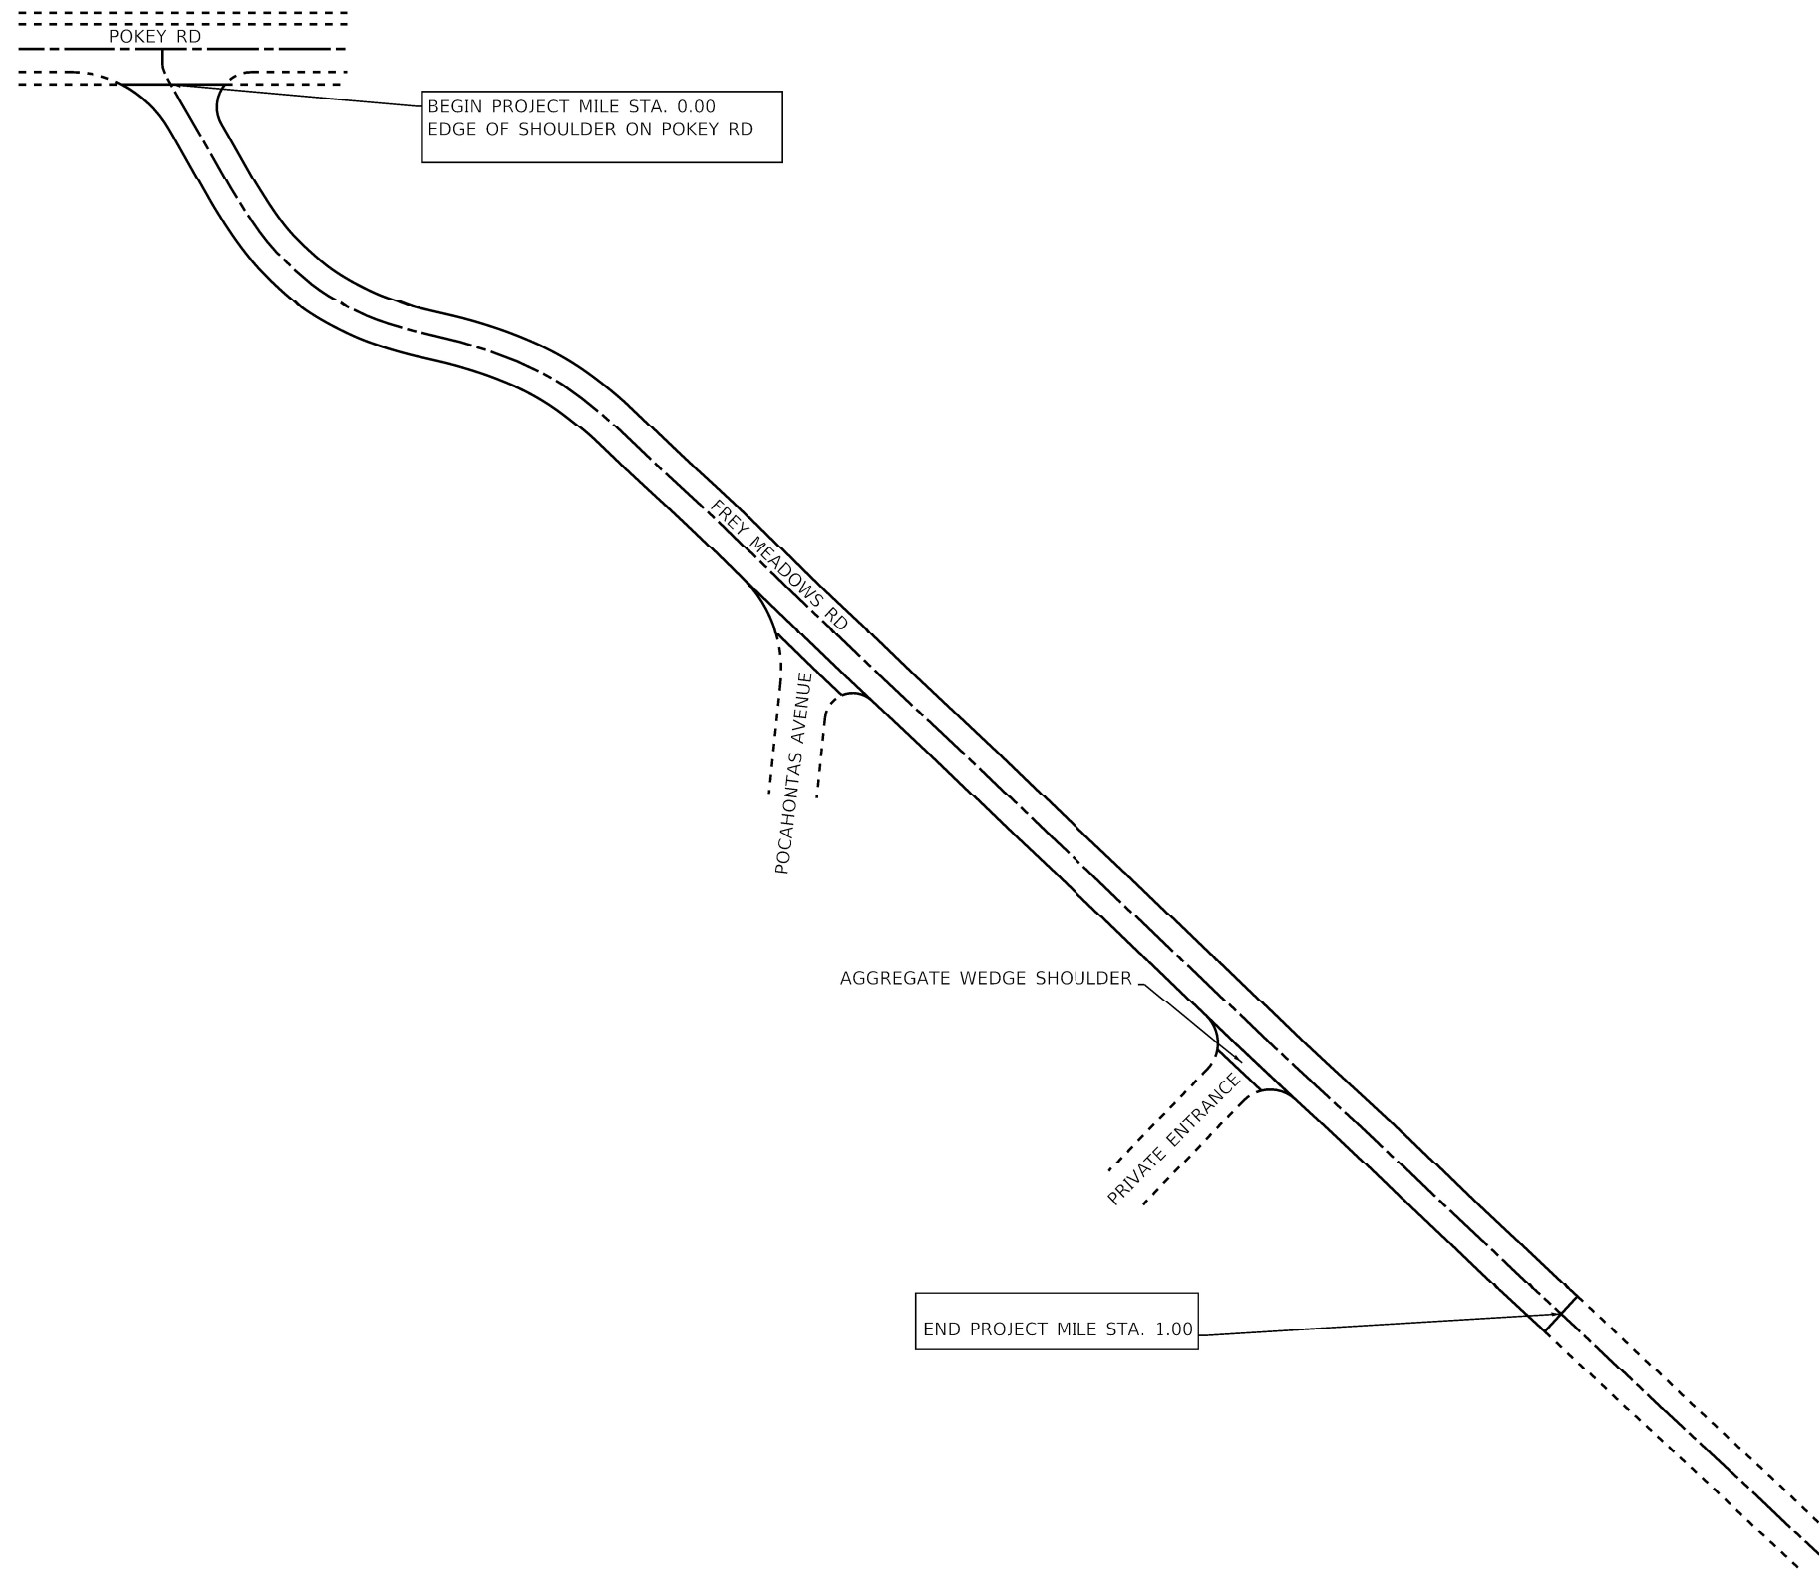 POKEY RD
BEGIN PROJECT MILE STA. 0.00
EDGE OF SHOULDER ON POKEY RD
FREY MEADOWS RD
POCAHONTAS AVENUE
AGGREGATE WEDGE SHOULDER
PRIVATE ENTRANCE
END PROJECT MILE STA. 1.00